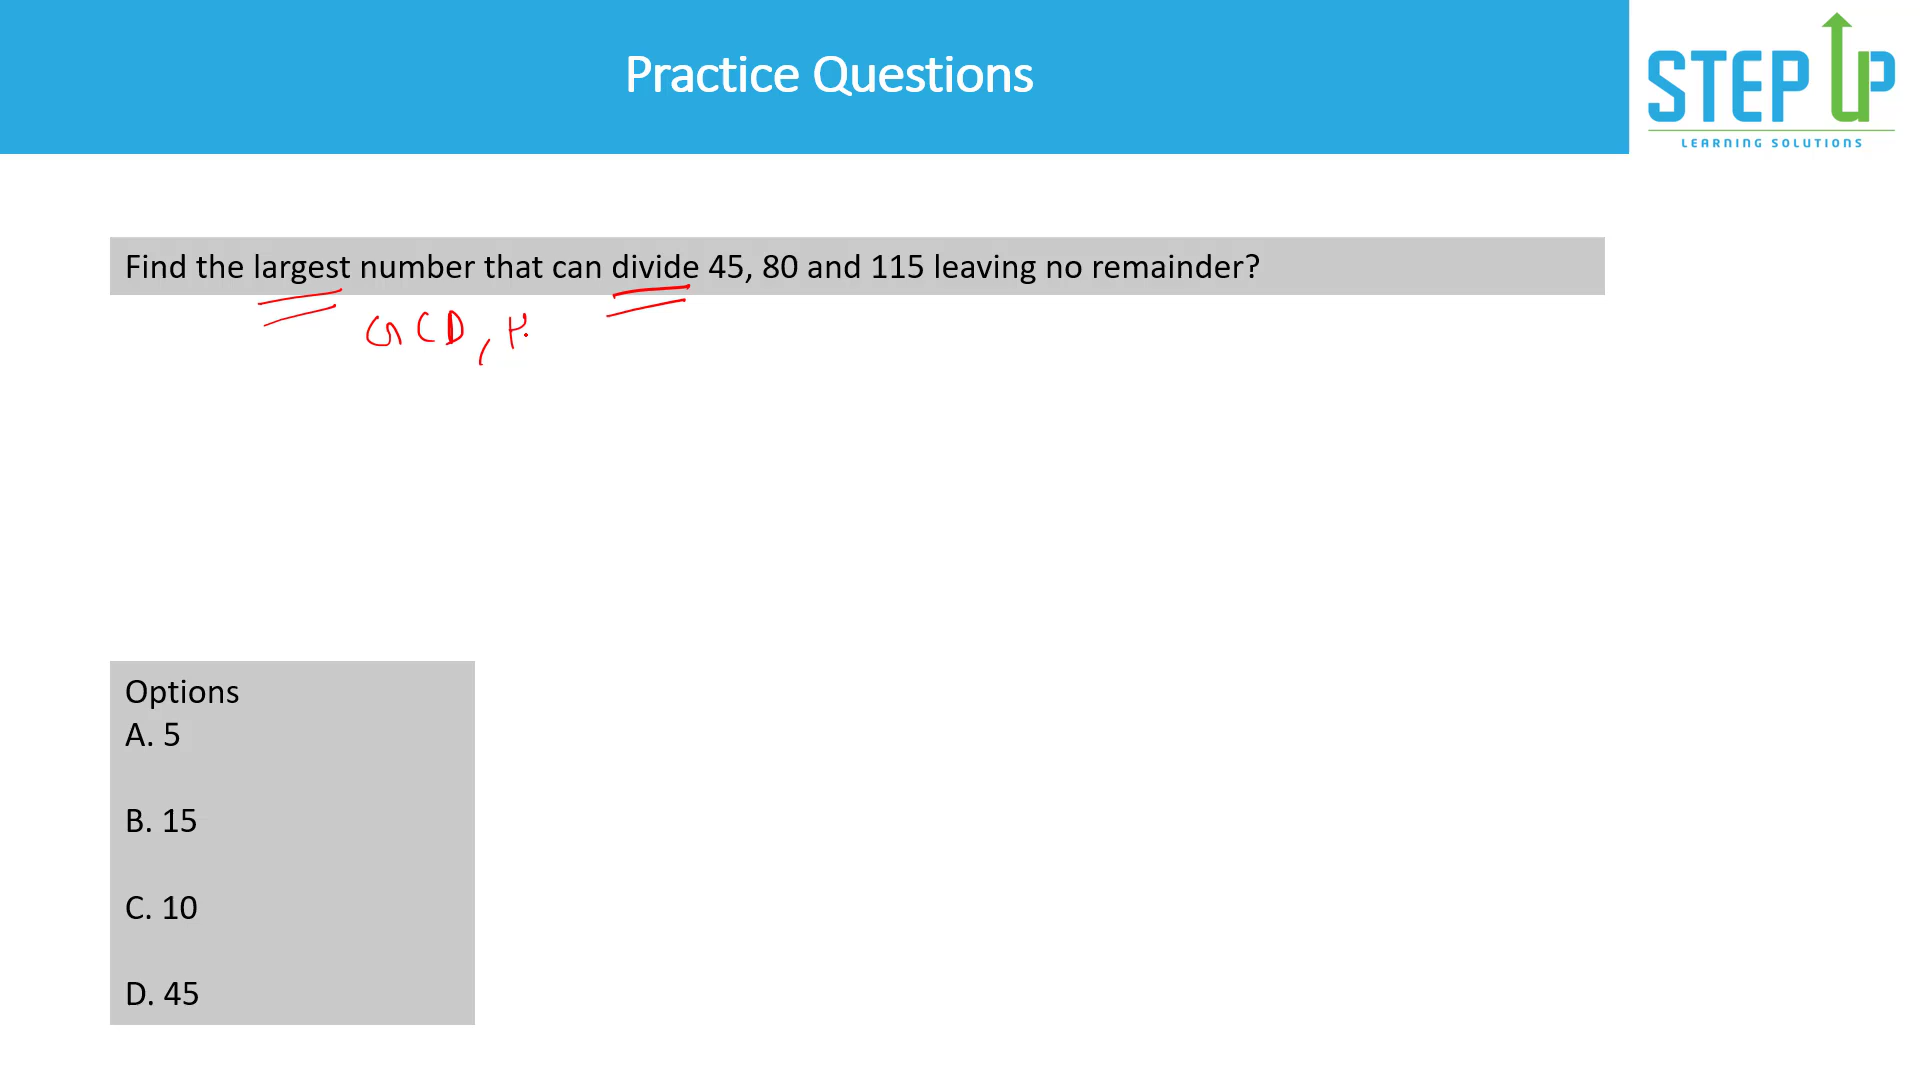 Practice Questions
STEP UP
LEARNING SOLUTIONS
Find the largest number that can divide 45, 80 and 115 leaving no remainder?
GCD,
Options
A. 5
B. 15
C. 10
D. 45